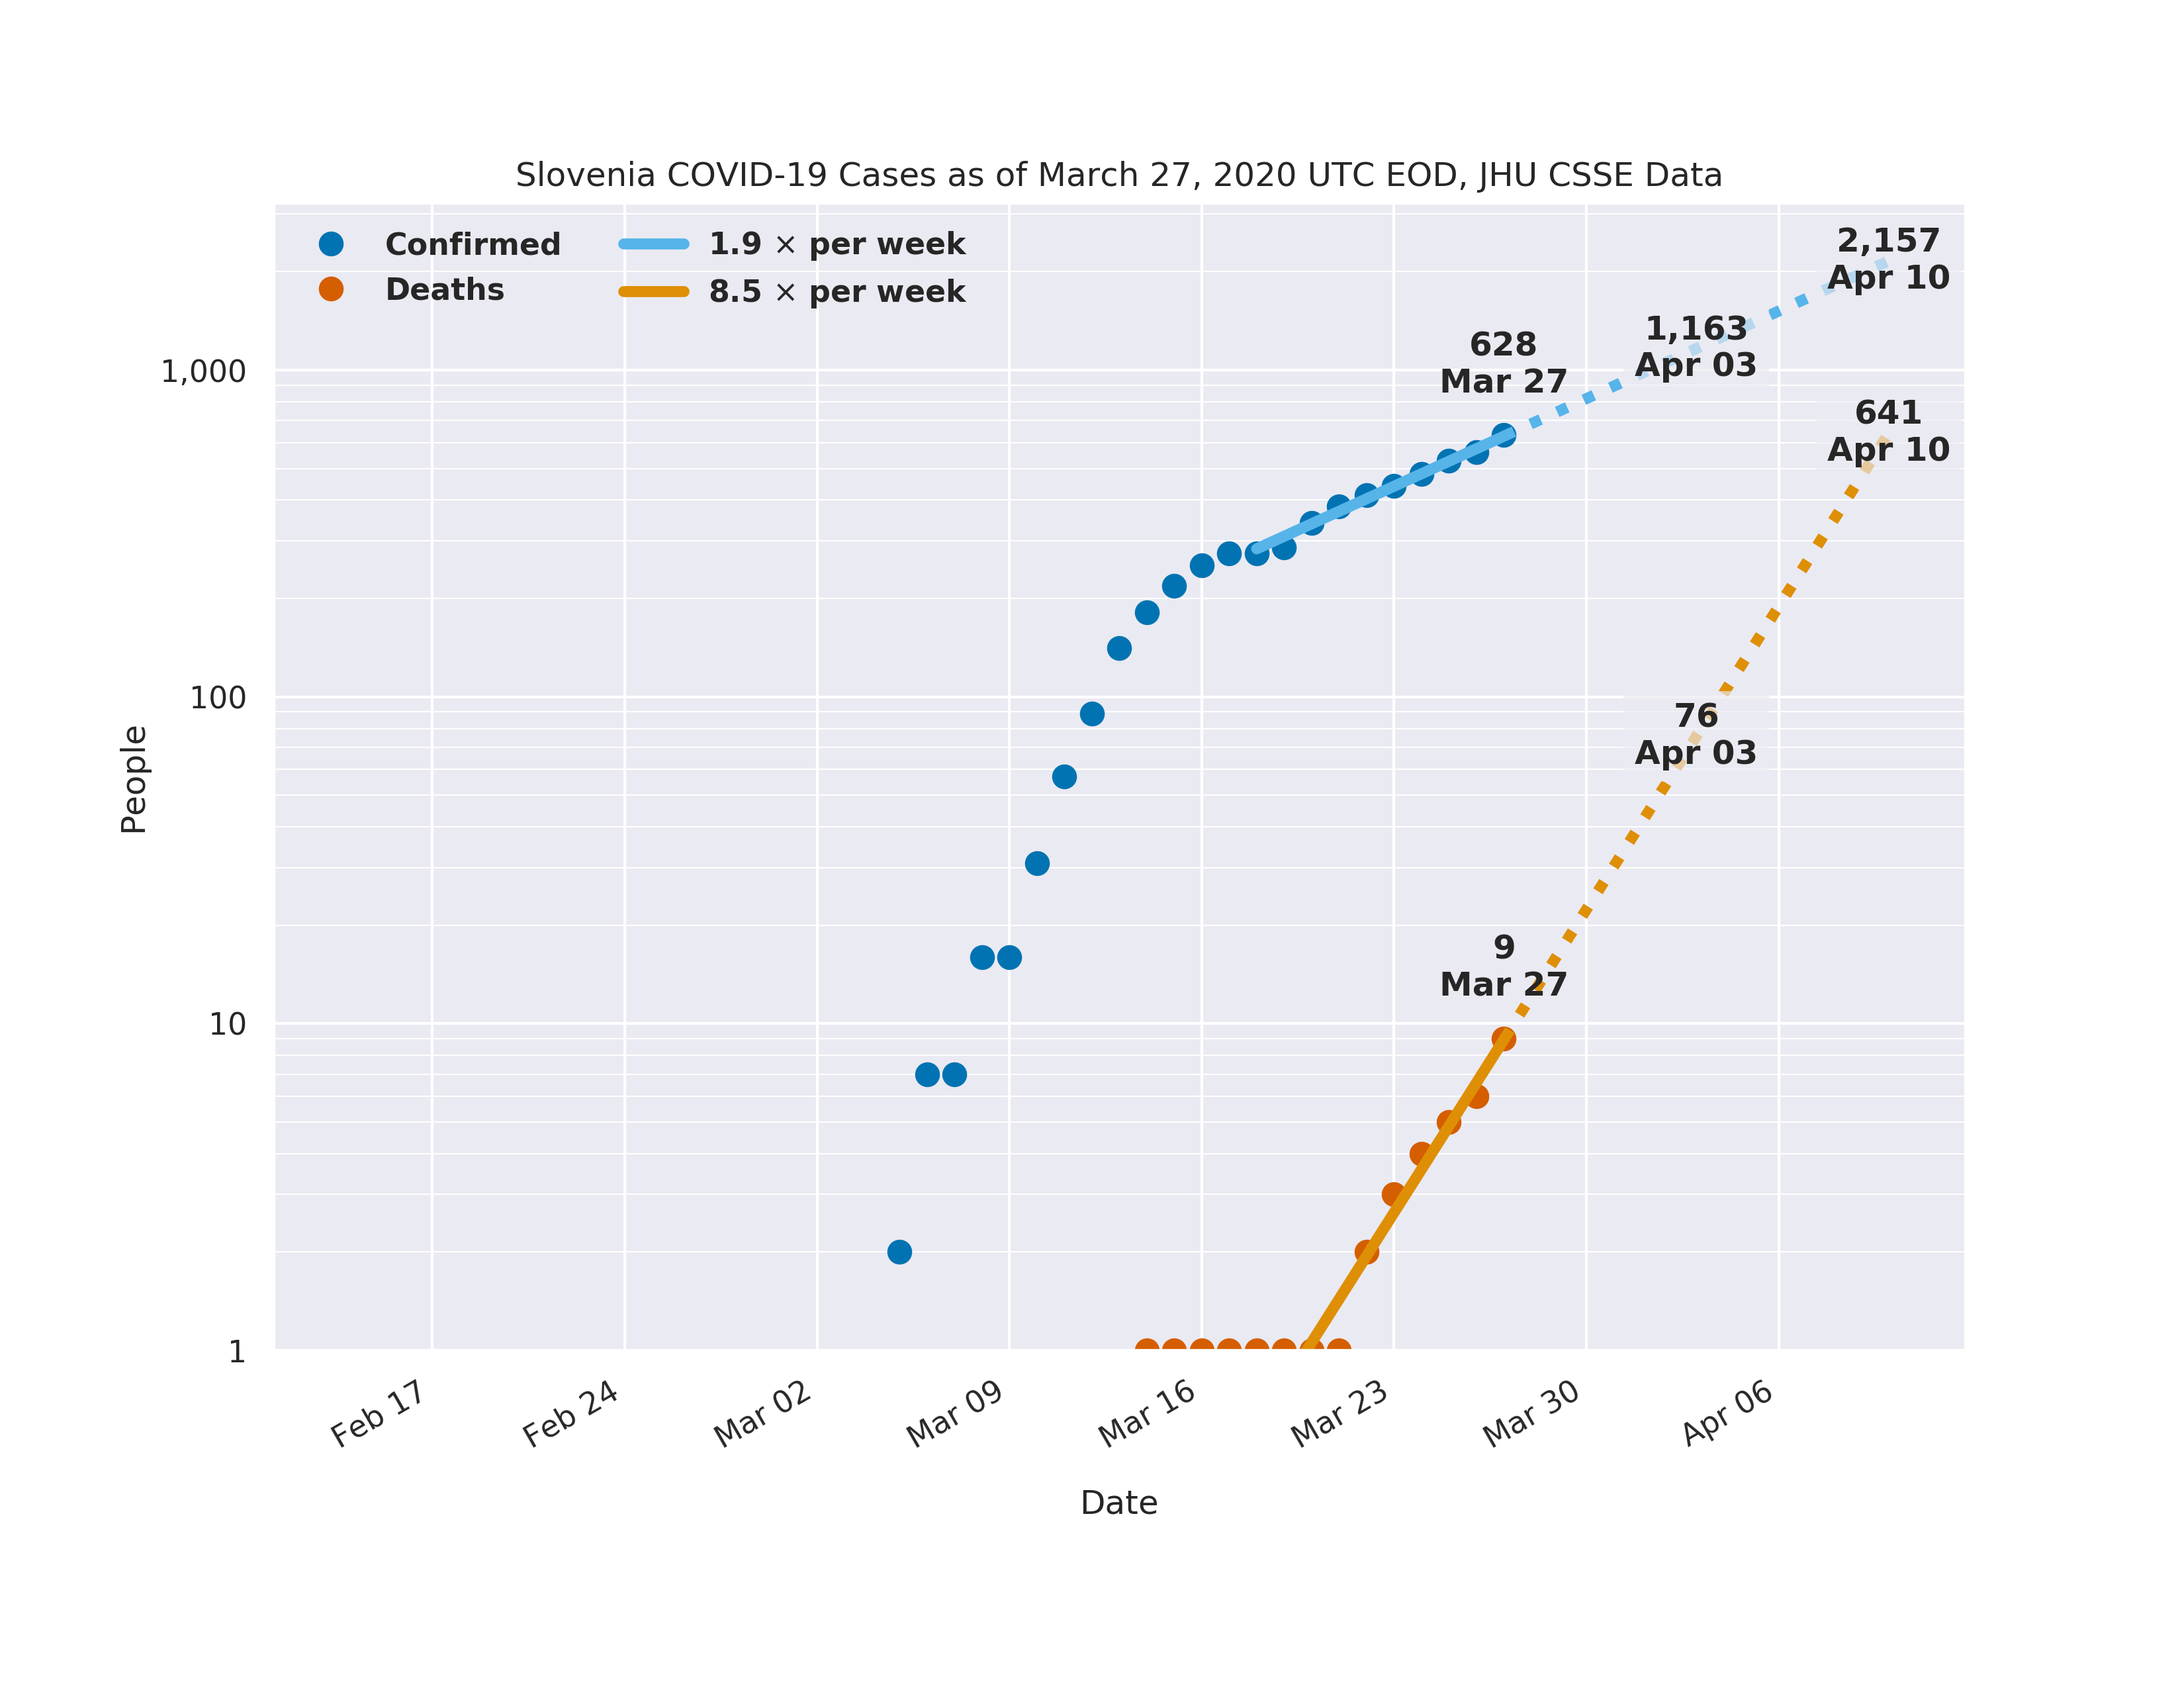 Slovenia COVID-19 Cases as of March 27, 2020 UTC EOD, JHU CSSE Data
Confirmed
Deaths
1.9 × per week
8.5 × per week
2,157
Apr 10
1,163
Apr 03
628
Mar 27
641
Apr 10
76
Apr 03
9
Mar 27
1,000
100
10
1
People
Feb 17
Feb 24
Mar 02
Mar 09
Mar 16
Mar 23
Mar 30
Apr 06
Date